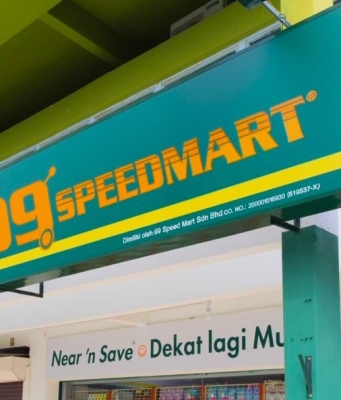 99 SPEEDMART®
Dimiliki oleh:99 Speed Mart Sdn Bhd.CO. NO.: 200001016930 (519537-X)
Near 'n Save Dekat lagi Mu